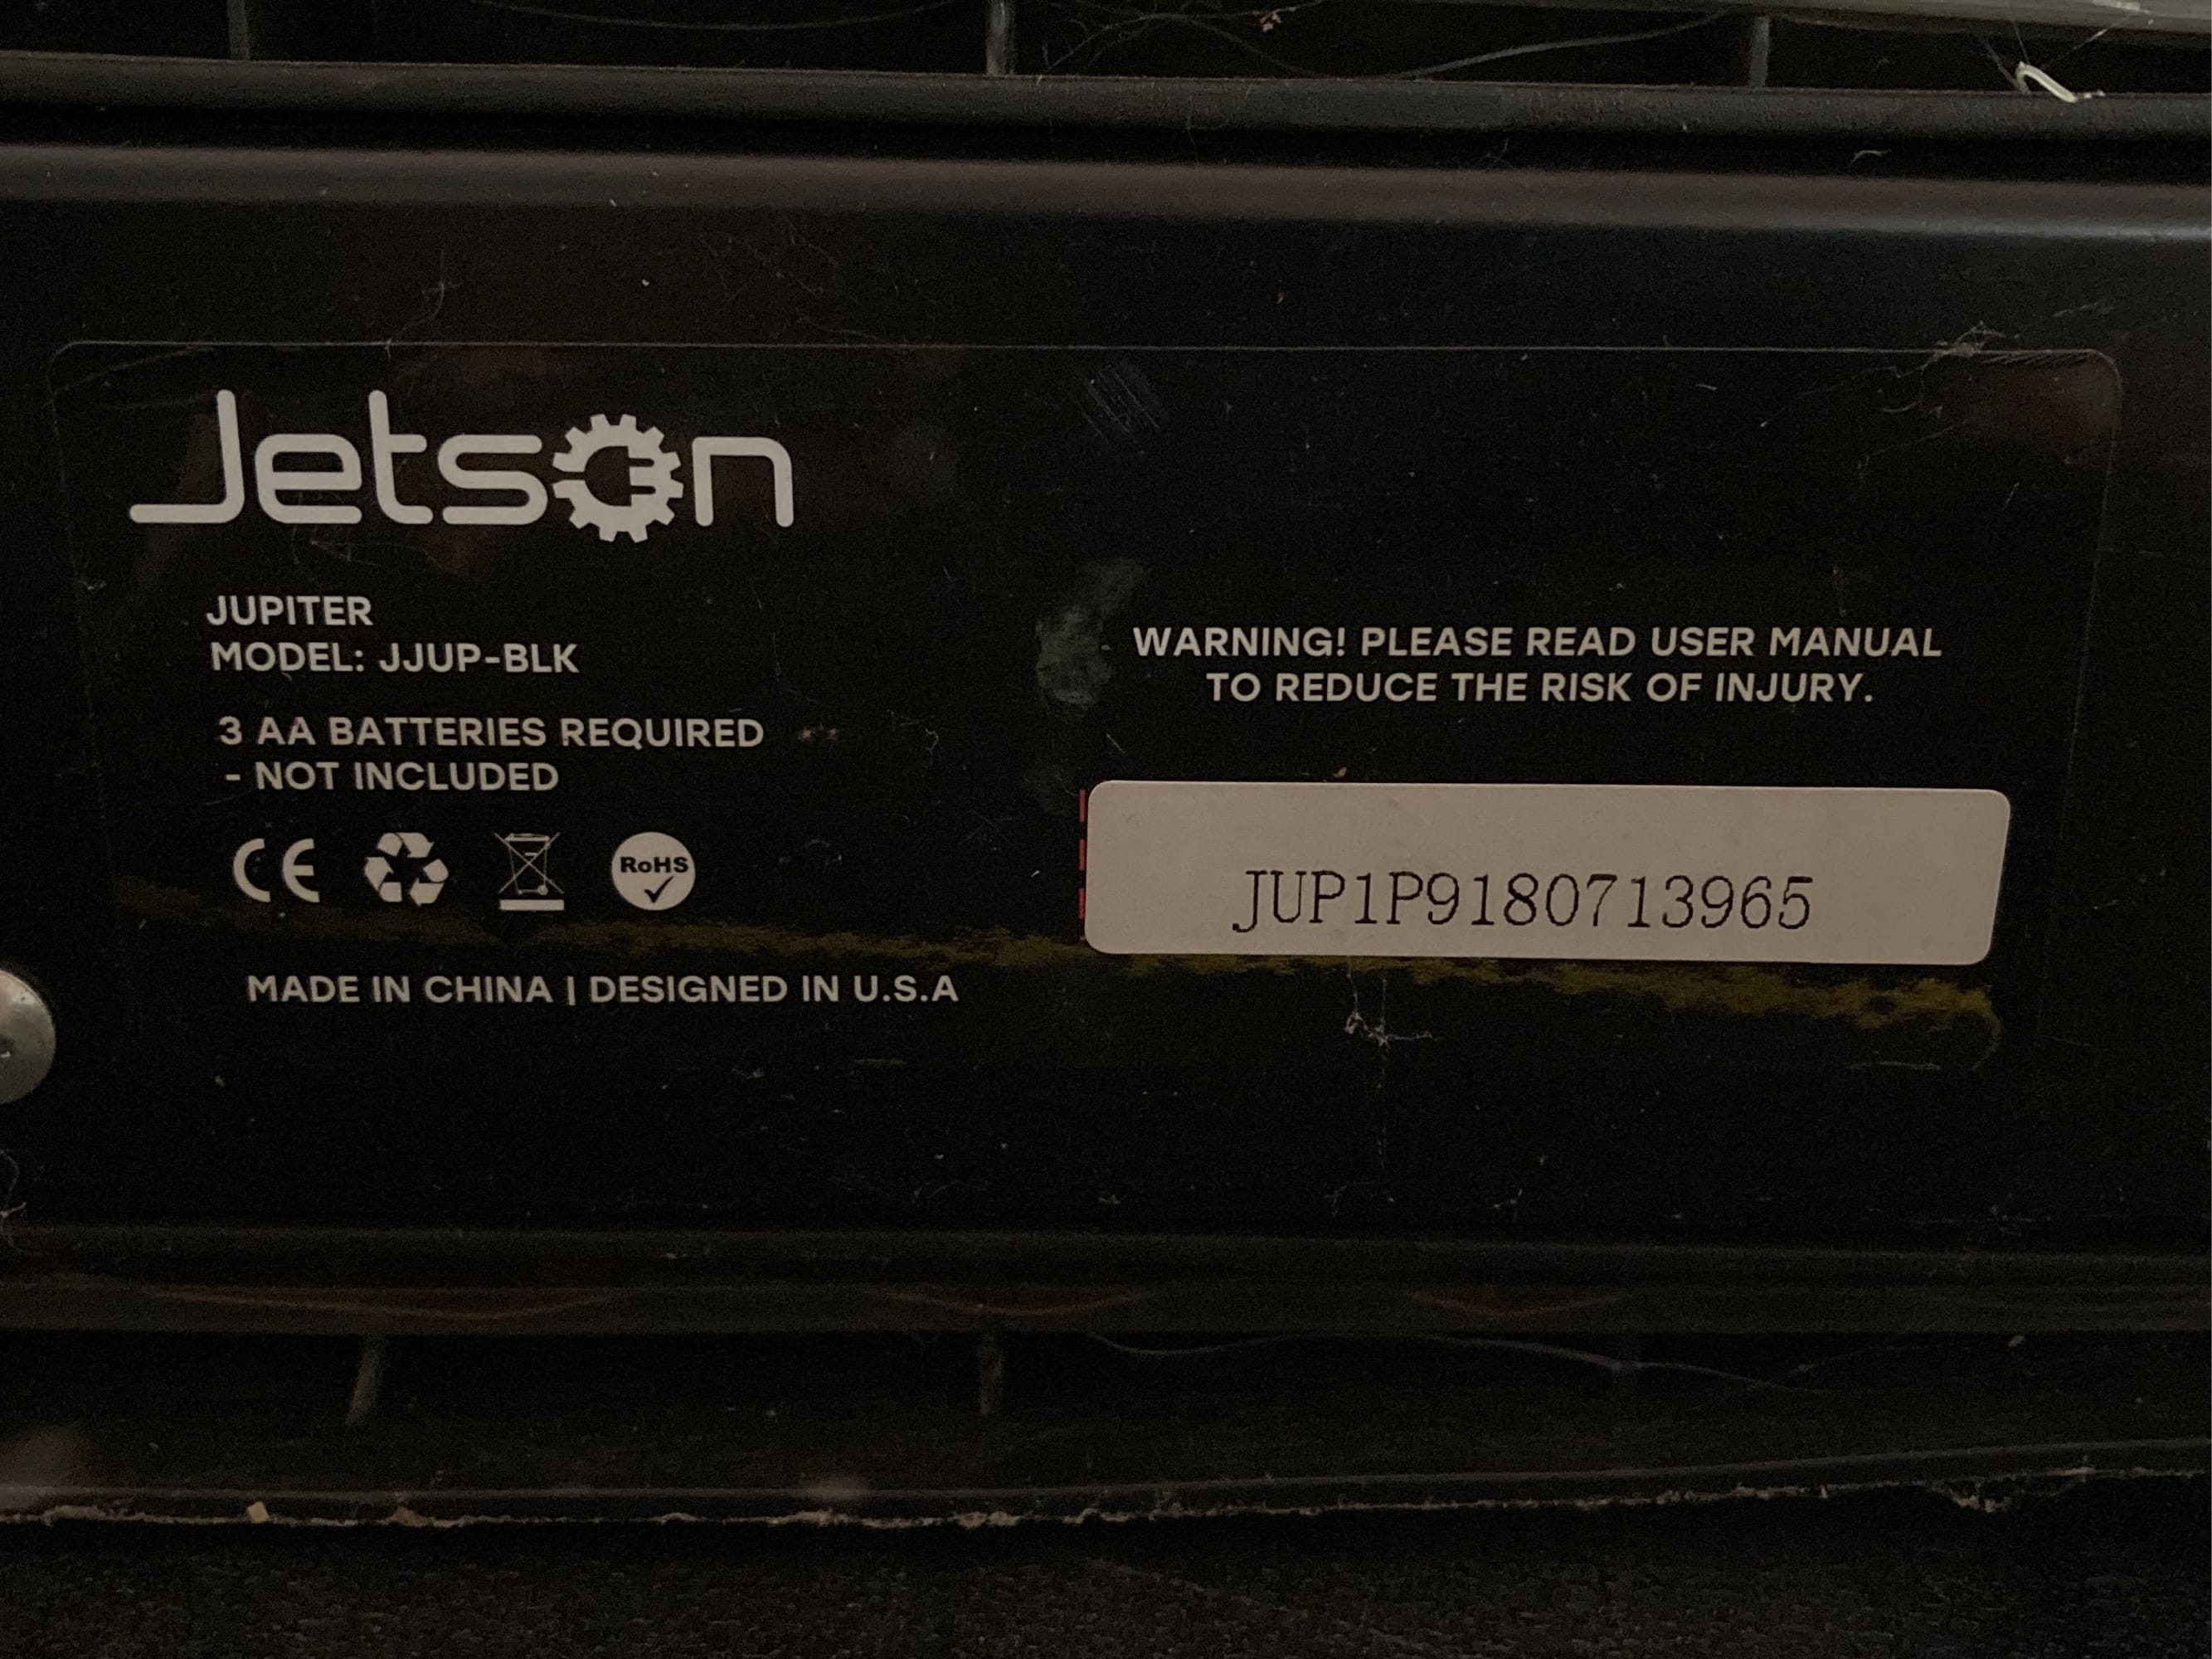 Jetson
JUPITER
MODEL: JJUP-BLK
3 AA BATTERIES REQUIRED
- NOT INCLUDED
CE
RoHS
MADE IN CHINA | DESIGNED IN U.S.A
WARNING! PLEASE READ USER MANUAL
TO REDUCE THE RISK OF INJURY.
JUP1P9180713965